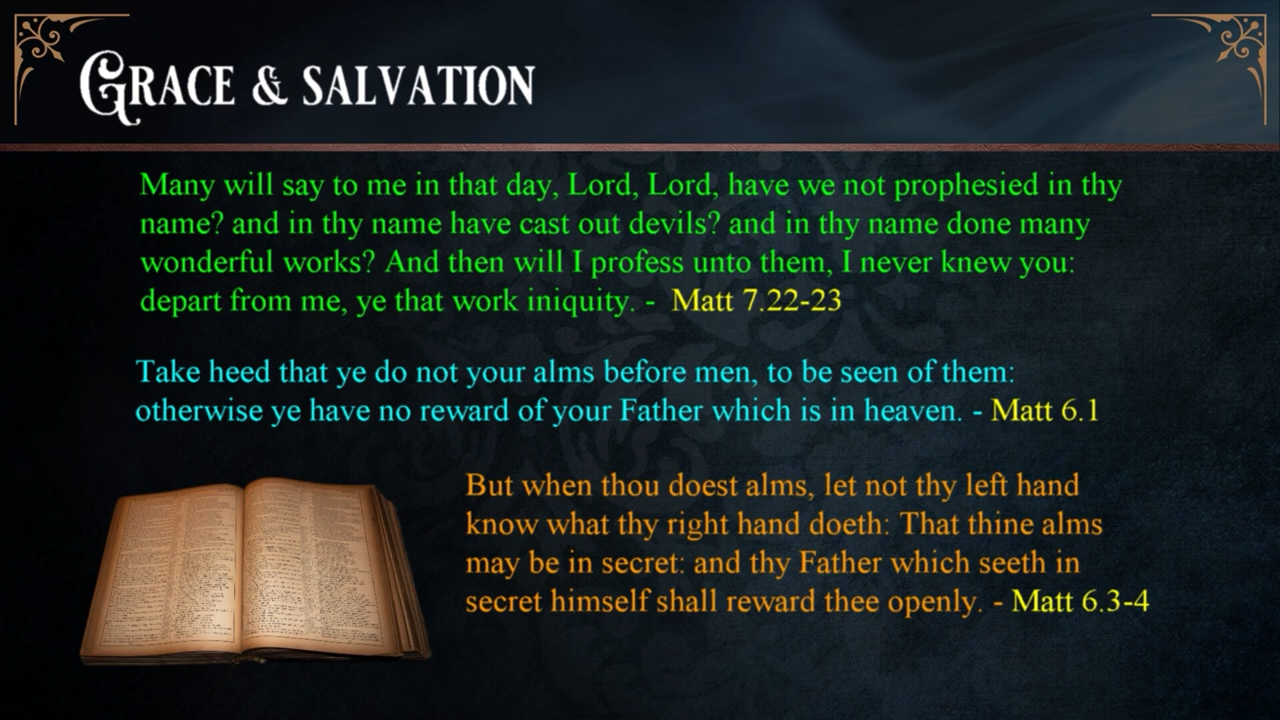 GRACE & SALVATION
Many will say to me in that day, Lord, Lord, have we not prophesied in thy
name? and in thy name have cast out devils? and in thy name done many
wonderful works? And then will I profess unto them, I never knew you:
depart from me, ye that work iniquity. - Matt 7.22-23
Take heed that ye do not your alms before men, to be seen of them:
otherwise ye have no reward of your Father which is in heaven. - Matt 6.1
But when thou doest alms, let not thy left hand
know what thy right hand doeth: That thine alms
may be in secret: and thy Father which seeth in
secret himself shall reward thee openly. - Matt 6.3-4